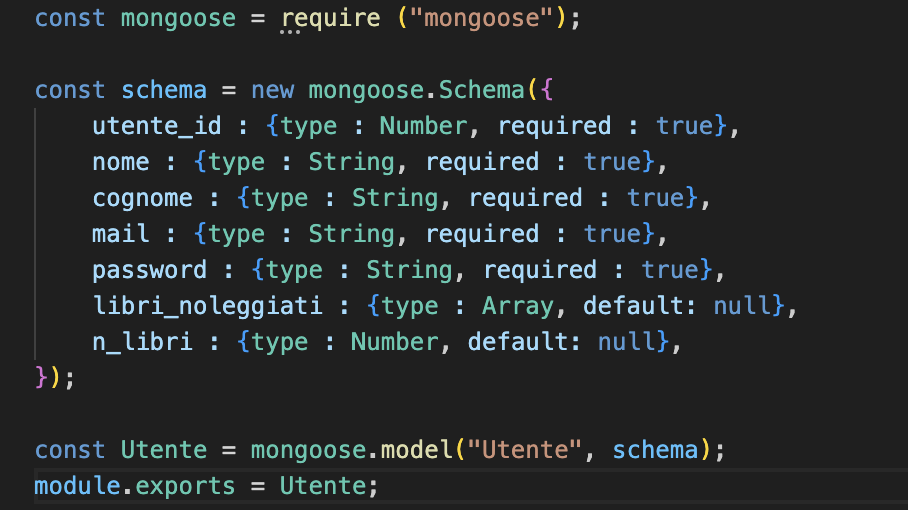 const mongoose = require ("mongoose");
const schema = new mongoose.Schema({
utente_id : {type : Number, required : true},
nome : {type : String, required : true},
cognome : {type : String, required : true},
mail : {type : String, required : true},
password : {type : String, required : true},
libri_noleggiati : {type : Array, default: null},
n_libri : {type : Number, default: null},
});
const Utente = mongoose.model("Utente", schema);
module.exports = Utente;